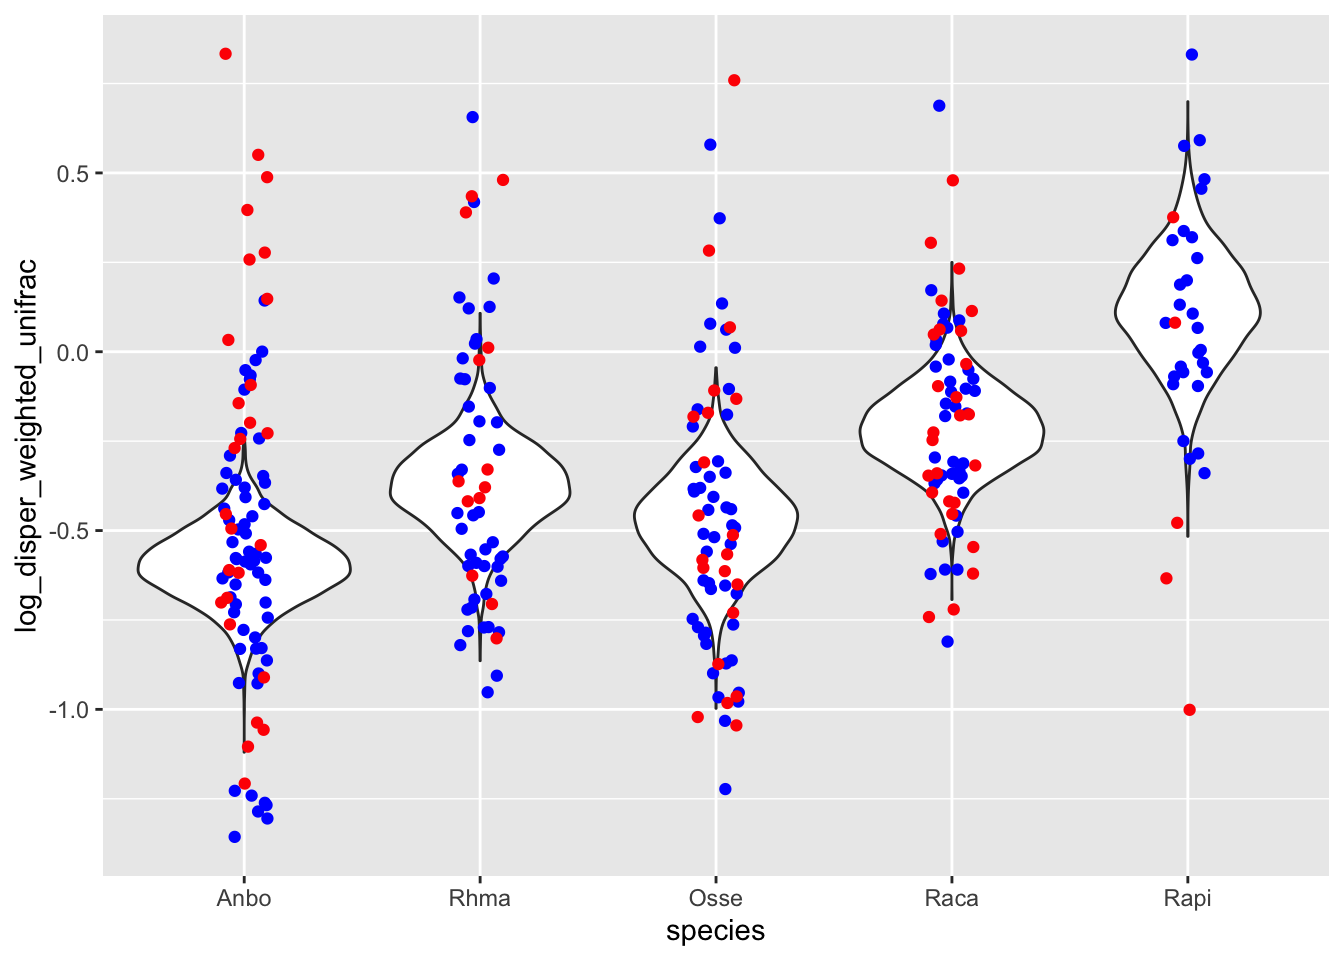 log_disper_weighted_unifrac
0.5
0.0
-0.5
-1.0
Anbo Rhma Osse Raca Rapi
species